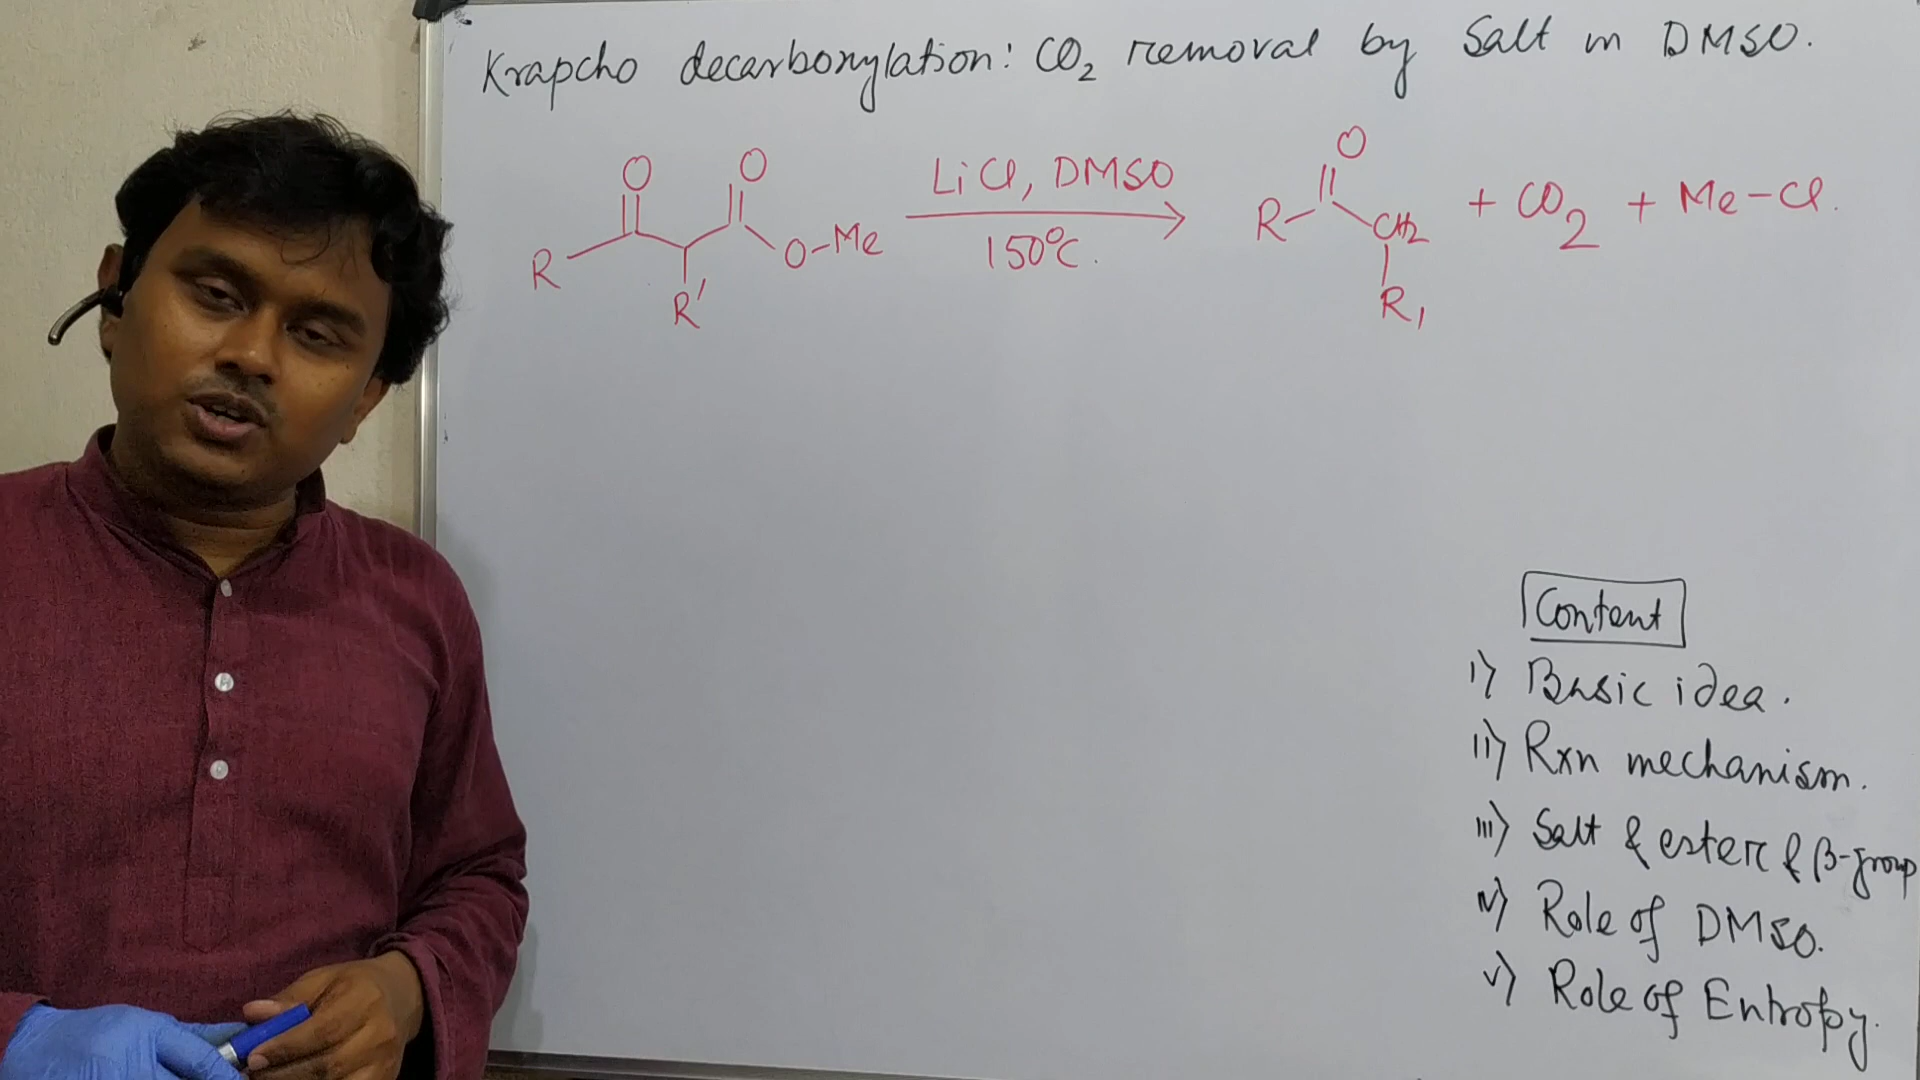 Krapcho decarboxylation: CO2 removal by Salt in DMSO.
O O LiCl, DMSO O
R R' O-Me 150°C. R CH2 R1 + CO2 + Me-Cl.
Content
i) Basic idea.
ii) Rxn mechanism.
iii) Salt & ester & β-group
iv) Role of DMSO.
v) Role of Entropy.